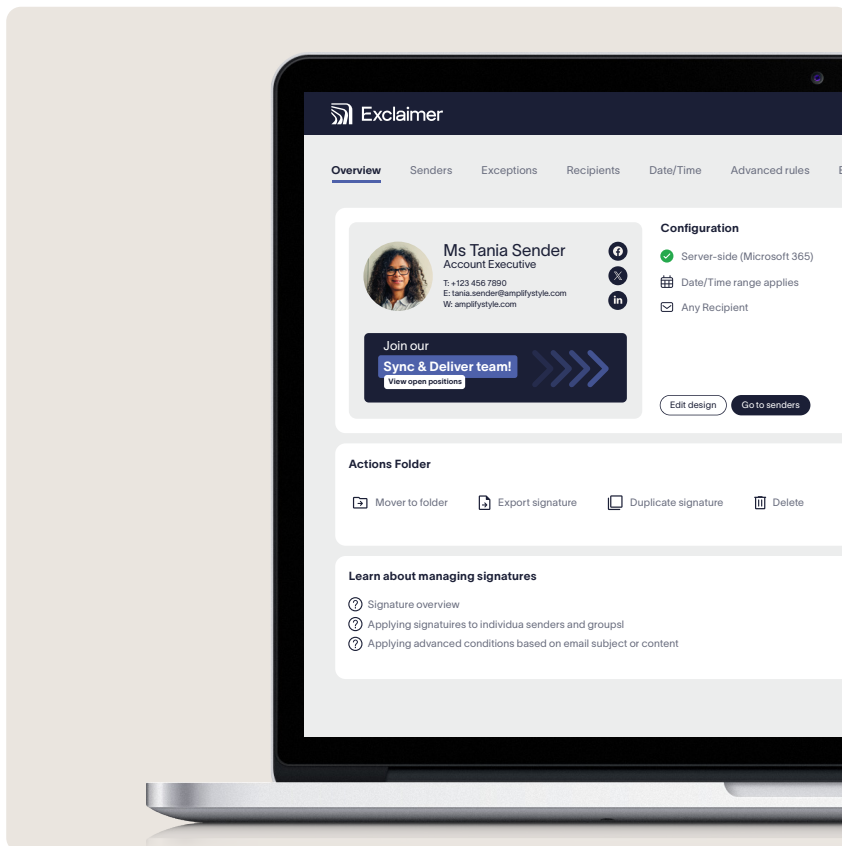 Exclaimer
Overview Senders Exceptions Recipients Date/Time Advanced rules
Ms Tania Sender
Account Executive
T: +123 456 7890
E: tania.sender@amplifystyle.com
W: amplifystyle.com
in
Join our
Sync & Deliver team!
View open positions
Configuration
Server-side (Microsoft 365)
Date/Time range applies
Any Recipient
Edit design Go to senders
Actions Folder
Mover to folder Export signature Duplicate signature Delete
Learn about managing signatures
Signature overview
Applying signatuires to individua senders and groupsl
Applying advanced conditions based on email subject or content